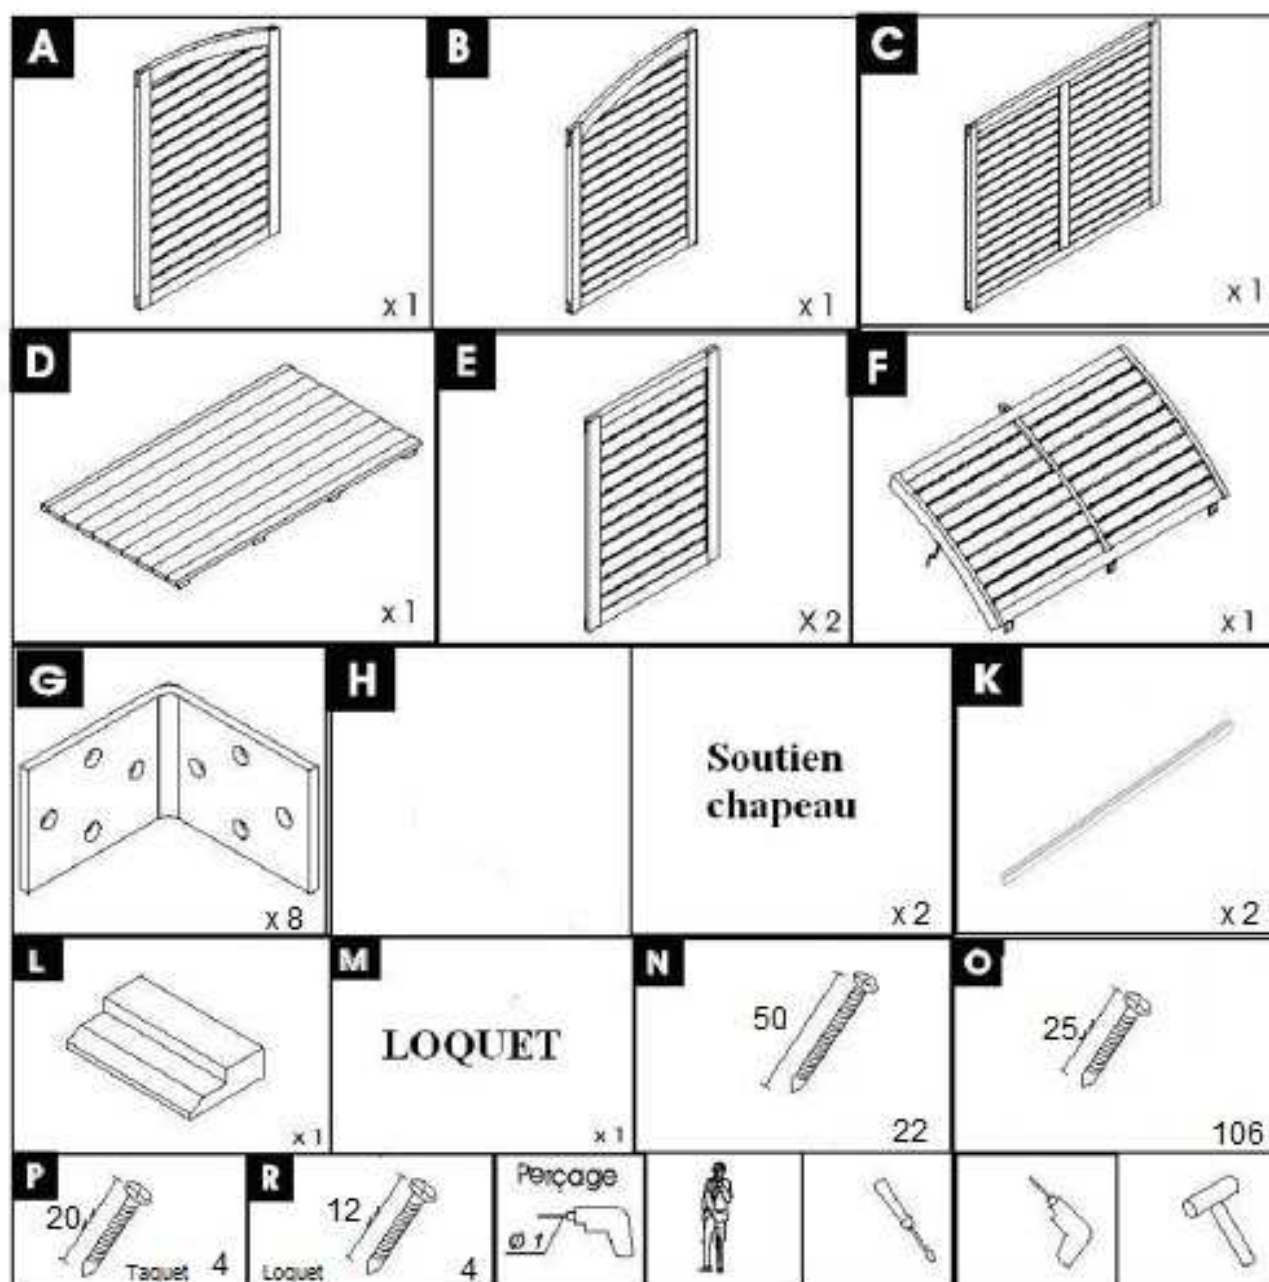 A
x 1
B
x 1
C
x 1
D
x 1
E
X 2
F
x 1
G
x 8
H
Soutien
chapeau
x 2
K
x 2
L
x 1
M
LOQUET
x 1
N
50
22
O
25
106
P
20
Taquet 4
R
12
Loquet 4
Perçage
Ø 1